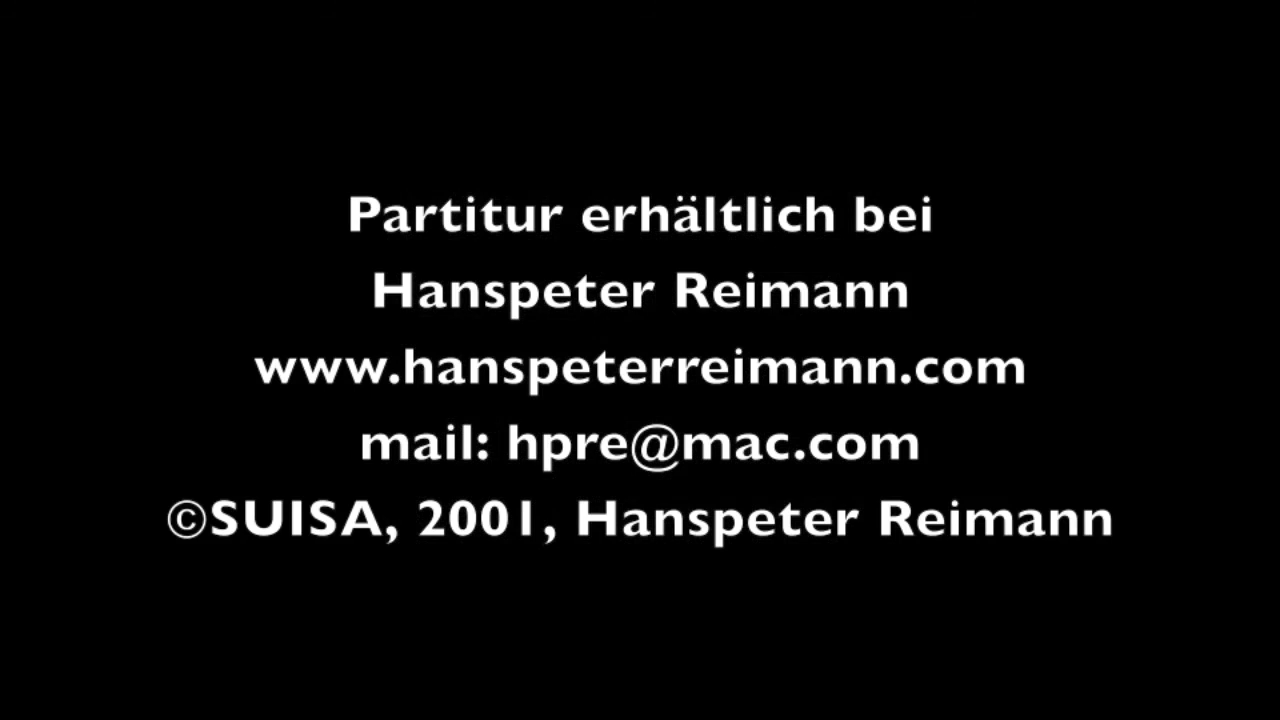 Partitur erhältlich bei
Hanspeter Reimann
www.hanspeterreimann.com
mail: hpre@mac.com
©SUISA, 2001, Hanspeter Reimann